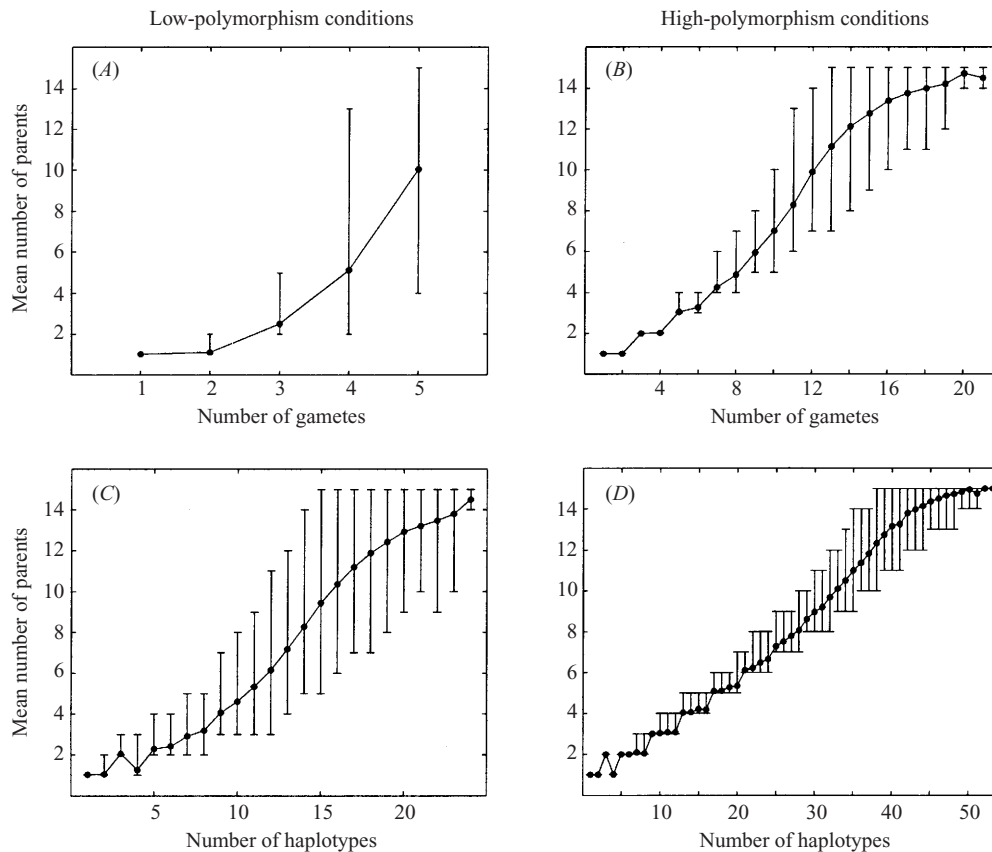 Low-polymorphism conditions
High-polymorphism conditions
(A)
(B)
Mean number of parents
14
12
10
8
6
4
2
14
12
10
8
6
4
2
1 2 3 4 5
4 8 12 16 20
Number of gametes
Number of gametes
(C)
(D)
Mean number of parents
14
12
10
8
6
4
2
14
12
10
8
6
4
2
5 10 15 20
10 20 30 40 50
Number of haplotypes
Number of haplotypes